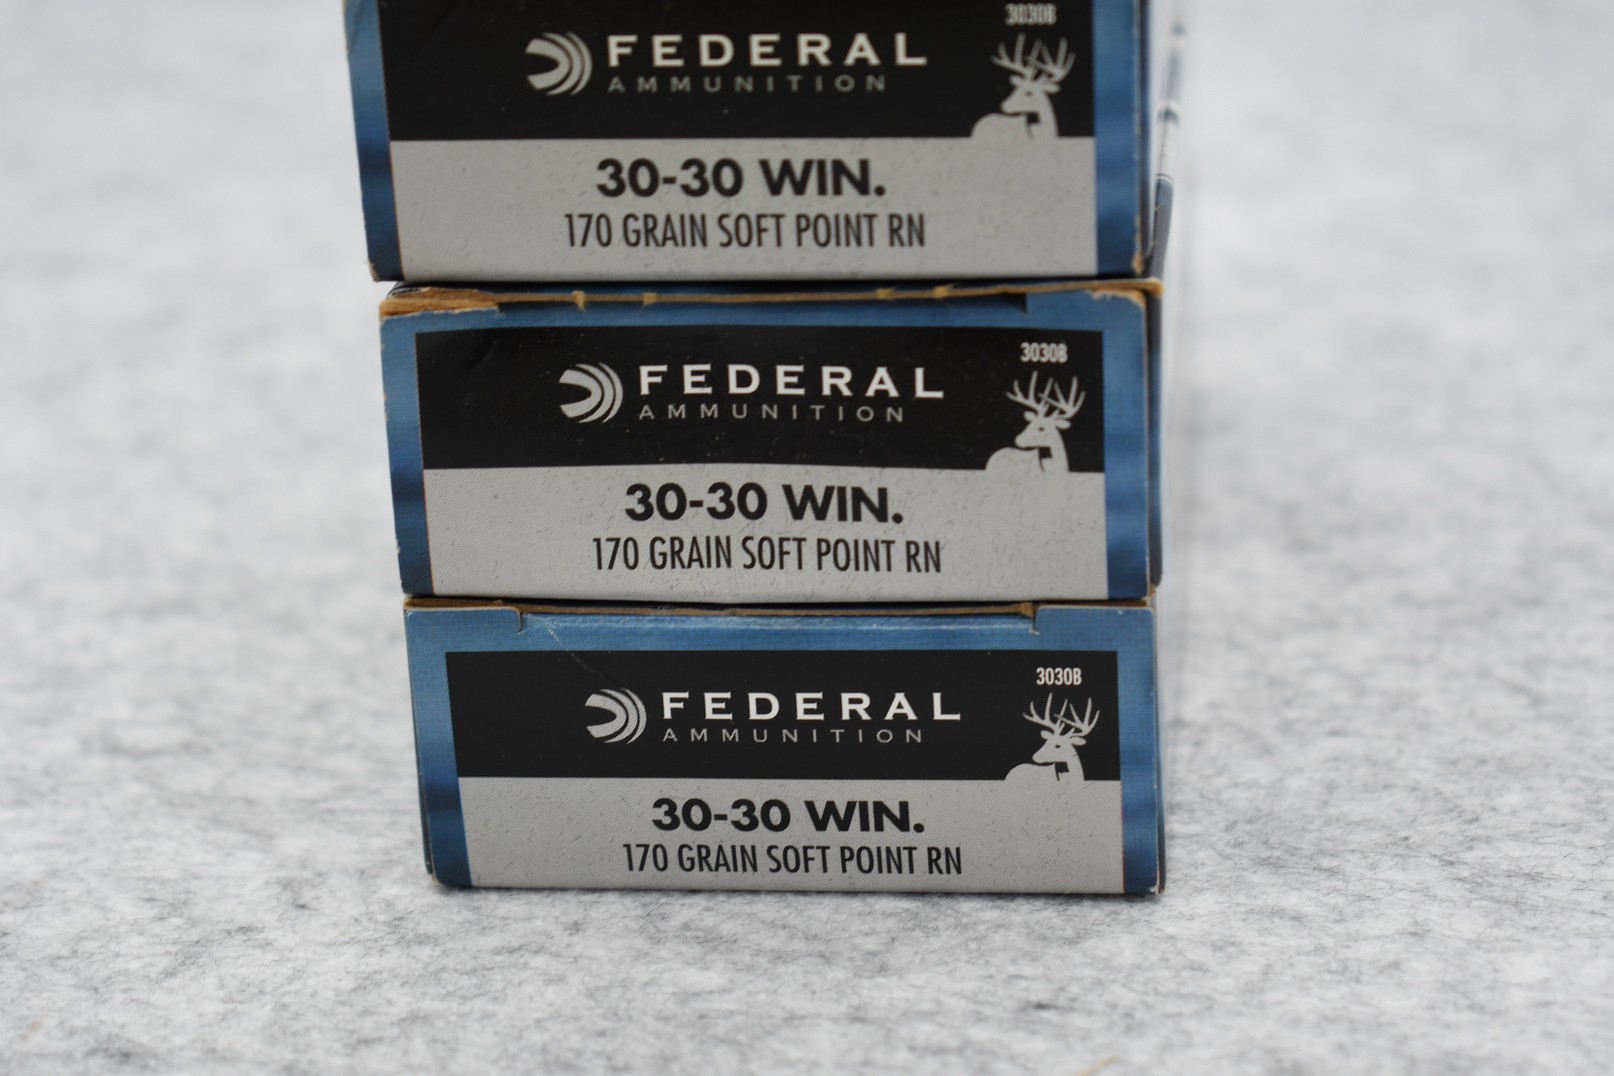 3030B
FEDERAL
AMMUNITION
30-30 WIN.
170 GRAIN SOFT POINT RN
3030B
FEDERAL
AMMUNITION
30-30 WIN.
170 GRAIN SOFT POINT RN
3030B
FEDERAL
AMMUNITION
30-30 WIN.
170 GRAIN SOFT POINT RN